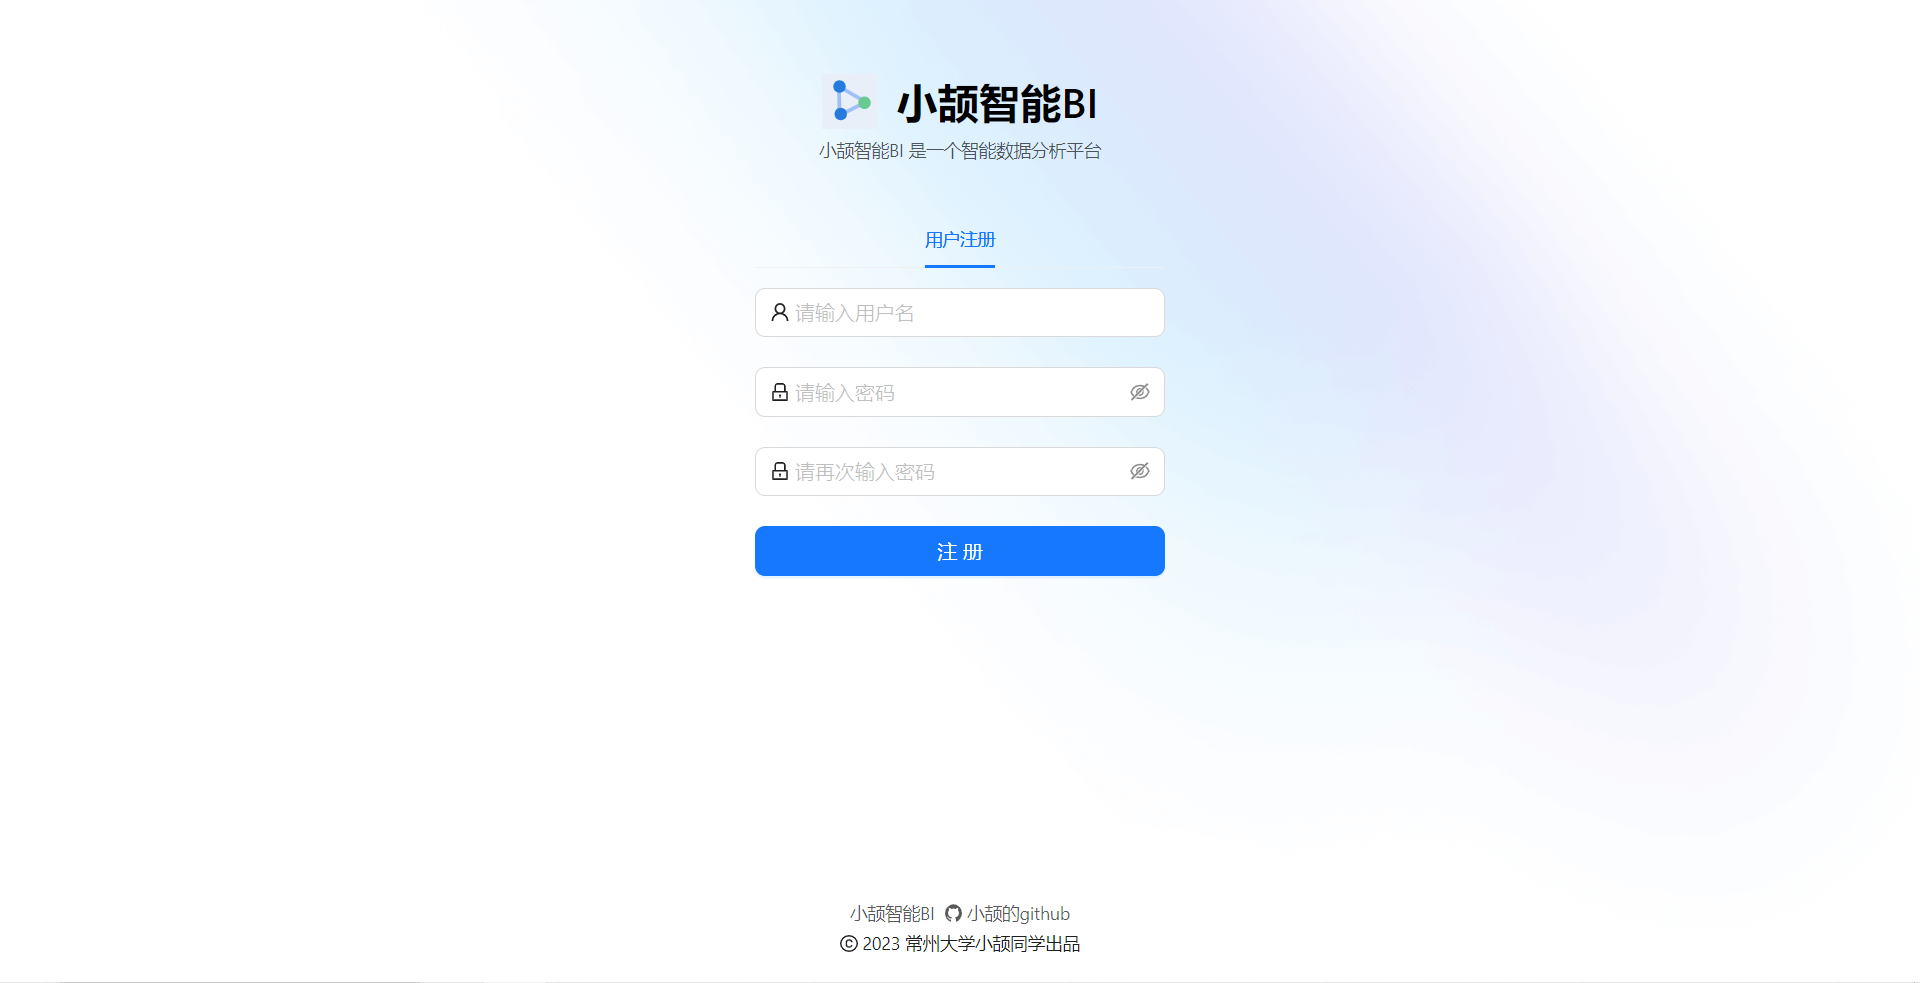 小颉智能BI
小颉智能BI 是一个智能数据分析平台
用户注册
请输入用户名
请输入密码
请再次输入密码
注 册
小颉智能BI 小颉的github
© 2023 常州大学小颉同学出品